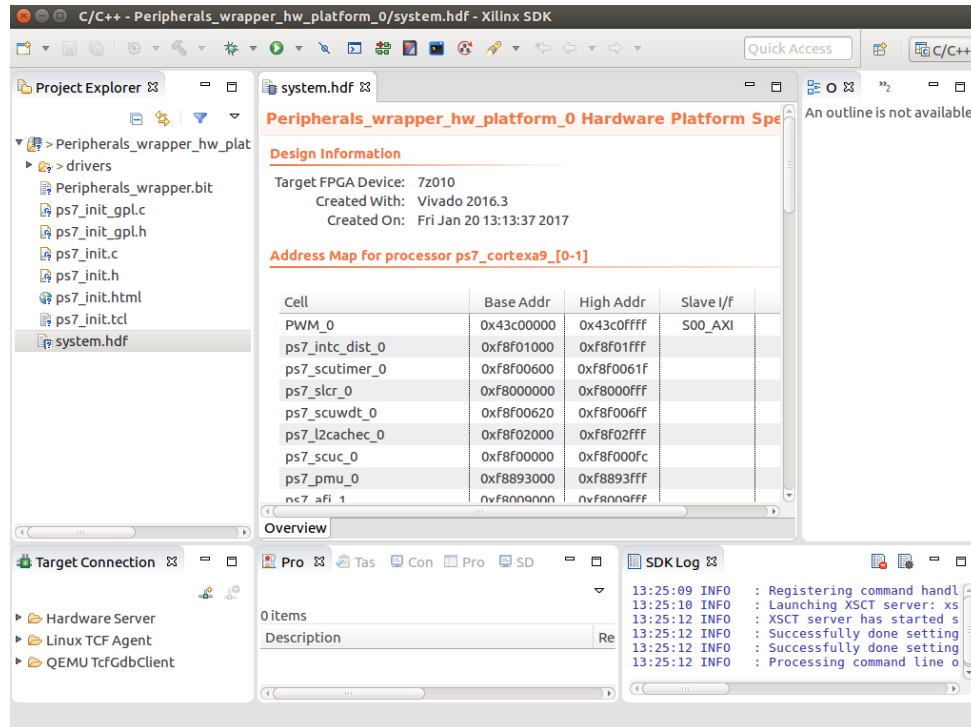 C/C++ - Peripherals_wrapper_hw_platform_0/system.hdf - Xilinx SDK
Quick Access
C/C++
Project Explorer
> Peripherals_wrapper_hw_plat
> drivers
Peripherals_wrapper.bit
ps7_init_gpl.c
ps7_init_gpl.h
ps7_init.c
ps7_init.h
ps7_init.html
ps7_init.tcl
system.hdf
system.hdf
Peripherals_wrapper_hw_platform_0 Hardware Platform Spe
Design Information
Target FPGA Device: 7z010
Created With: Vivado 2016.3
Created On: Fri Jan 20 13:13:37 2017
Address Map for processor ps7_cortexa9_[0-1]
Cell Base Addr High Addr Slave I/f
PWM_0 0x43c00000 0x43c0ffff S00_AXI
ps7_intc_dist_0 0xf8f01000 0xf8f01fff
ps7_scutimer_0 0xf8f00600 0xf8f0061f
ps7_slcr_0 0xf8000000 0xf8000fff
ps7_scuwdt_0 0xf8f00620 0xf8f006ff
ps7_l2cachec_0 0xf8f02000 0xf8f02fff
ps7_scuc_0 0xf8f00000 0xf8f000fc
ps7_pmu_0 0xf8893000 0xf8893fff
ps7_afi_1 0xf8009000 0xf8009fff
Overview
O
»2
An outline is not available
Target Connection
Hardware Server
Linux TCF Agent
QEMU TcfGdbClient
Pro Tas Con Pro SD
0 items
Description Re
SDK Log
13:25:09 INFO : Registering command handl
13:25:10 INFO : Launching XSCT server: xs
13:25:12 INFO : XSCT server has started s
13:25:12 INFO : Successfully done setting
13:25:12 INFO : Successfully done setting
13:25:12 INFO : Processing command line o